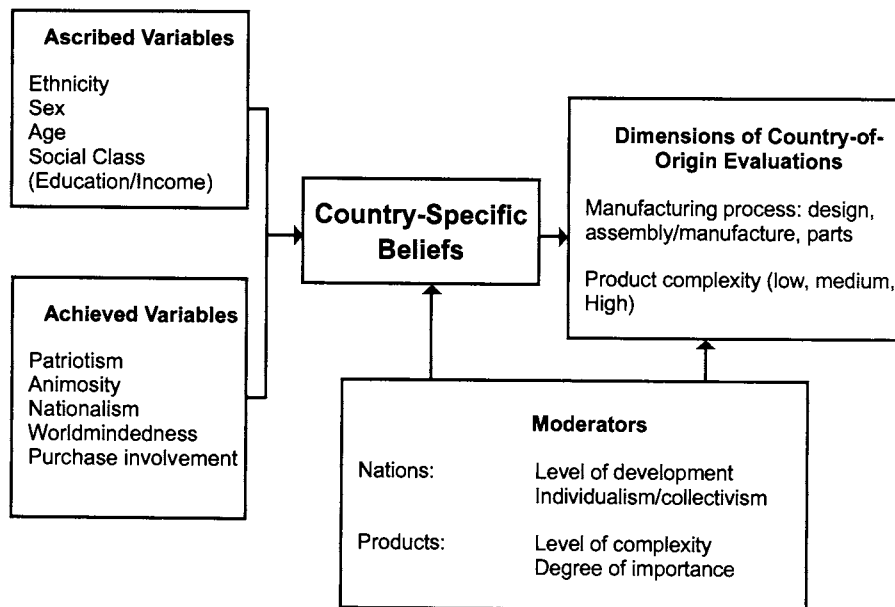 Ascribed Variables
Ethnicity
Sex
Age
Social Class
(Education/Income)
Achieved Variables
Patriotism
Animosity
Nationalism
Worldmindedness
Purchase involvement
Country-Specific
Beliefs
Dimensions of Country-of-
Origin Evaluations
Manufacturing process: design,
assembly/manufacture, parts
Product complexity (low, medium,
High)
Moderators
Nations: Level of development
Individualism/collectivism
Products: Level of complexity
Degree of importance